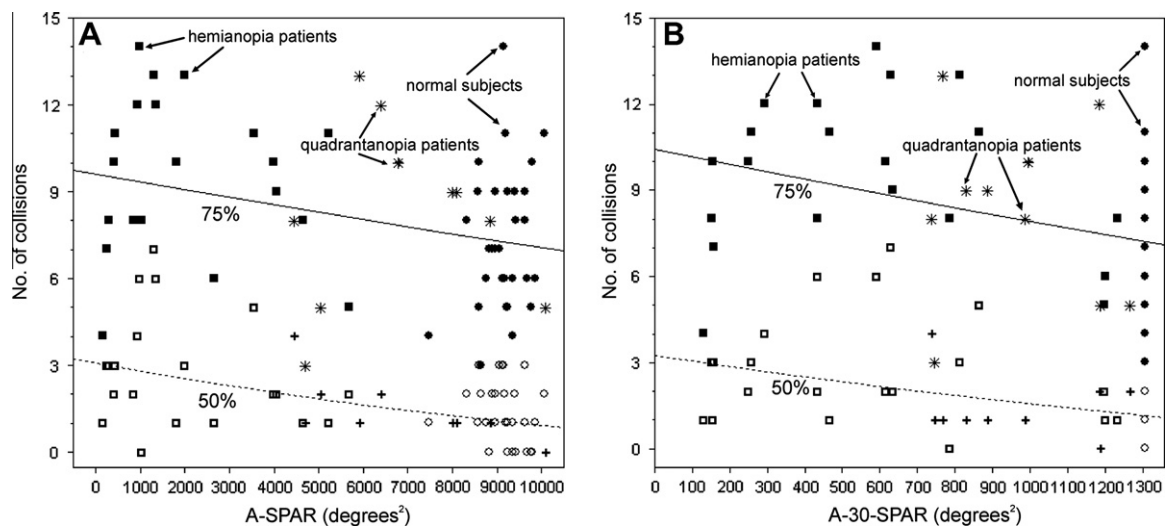 A
hemianopia patients
normal subjects
quadrantanopia patients
75%
50%
No. of collisions
15
12
9
6
3
0
0 1000 2000 3000 4000 5000 6000 7000 8000 9000 10000
A-SPAR (degrees²)
B
hemianopia patients
normal subjects
quadrantanopia patients
75%
50%
No. of collisions
15
12
9
6
3
0
0 100 200 300 400 500 600 700 800 900 1000 1100 1200 1300
A-30-SPAR (degrees²)